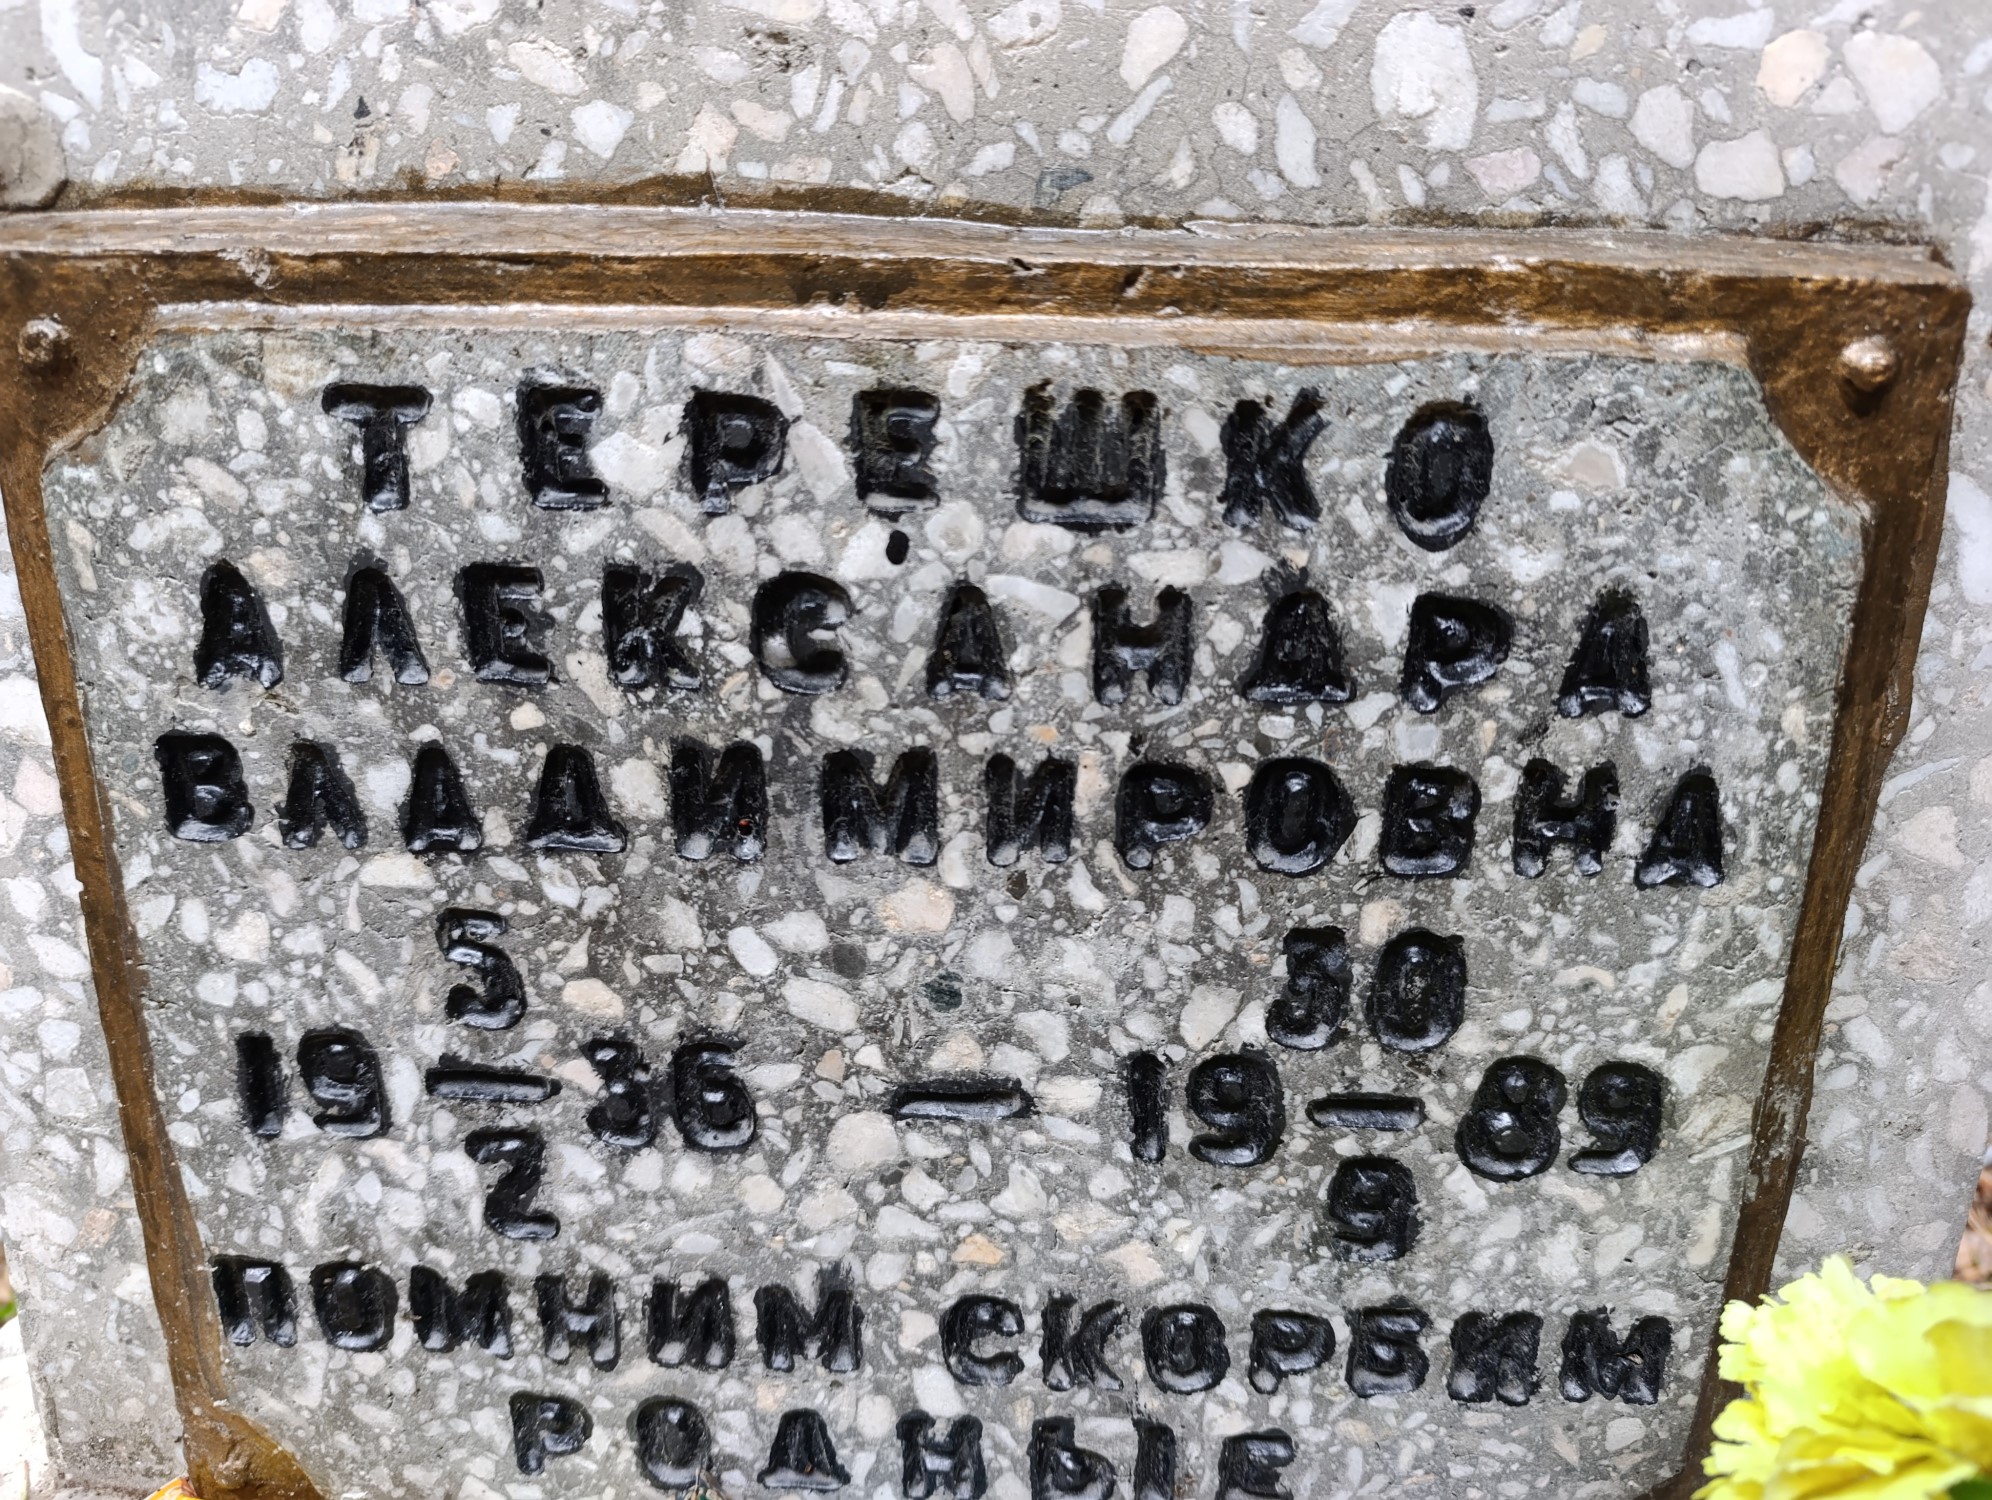 ТЕРЕШКО
АЛЕКСАНДРА
ВЛАДИМИРОВНА
5 30
19 — 36 — 19 — 89
2 9
ПОМНИМ СКОРБИМ
РОДНЫЕ